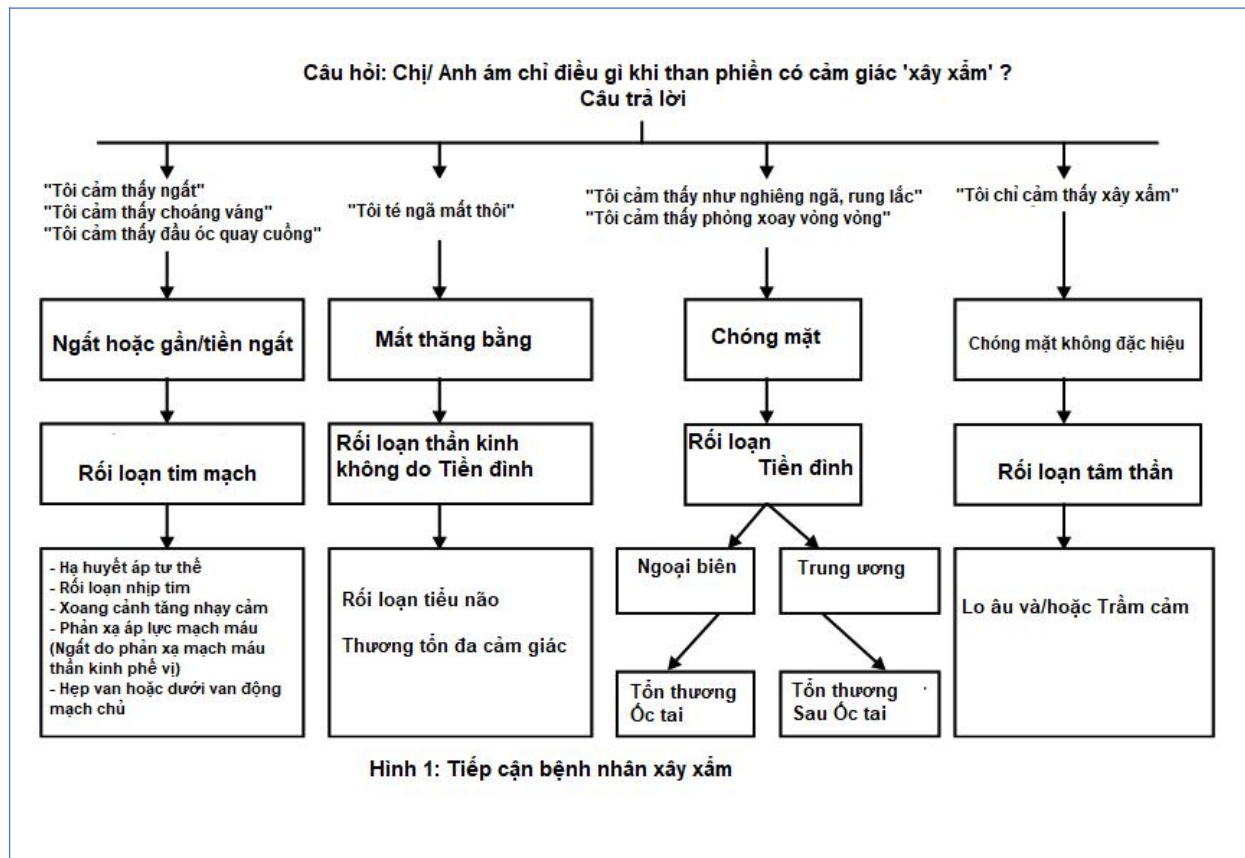 Câu hỏi: Chị/ Anh ám chỉ điều gì khi than phiền có cảm giác 'xây xẩm' ?
Câu trả lời
"Tôi cảm thấy ngất"
"Tôi cảm thấy choáng váng"
"Tôi cảm thấy đầu óc quay cuồng"
"Tôi té ngã mất thôi"
"Tôi cảm thấy như nghiêng ngã, rung lắc"
"Tôi cảm thấy phòng xoay vòng vòng"
"Tôi chỉ cảm thấy xây xẩm"
Ngất hoặc gần/tiền ngất
Mất thăng bằng
Chóng mặt
Chóng mặt không đặc hiệu
Rối loạn tim mạch
Rối loạn thần kinh
không do Tiền đình
Rối loạn
Tiền đình
Rối loạn tâm thần
- Hạ huyết áp tư thế
- Rối loạn nhịp tim
- Xoang cảnh tăng nhạy cảm
- Phản xạ áp lực mạch máu
(Ngất do phản xạ mạch máu
thần kinh phế vị)
- Hẹp van hoặc dưới van động
mạch chủ
Rối loạn tiểu não
Thương tổn đa cảm giác
Ngoại biên
Trung ương
Tổn thương
Ốc tai
Tổn thương
Sau Ốc tai
Lo âu và/hoặc Trầm cảm
Hình 1: Tiếp cận bệnh nhân xây xẩm